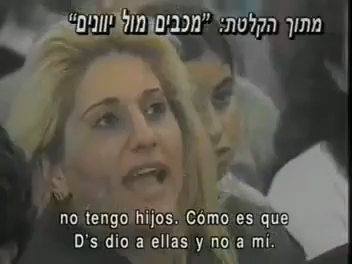 מתוך הקלטת: "מכבים מול יוונים"
no tengo hijos. Cómo es que
D's dio a ellas y no a mí.